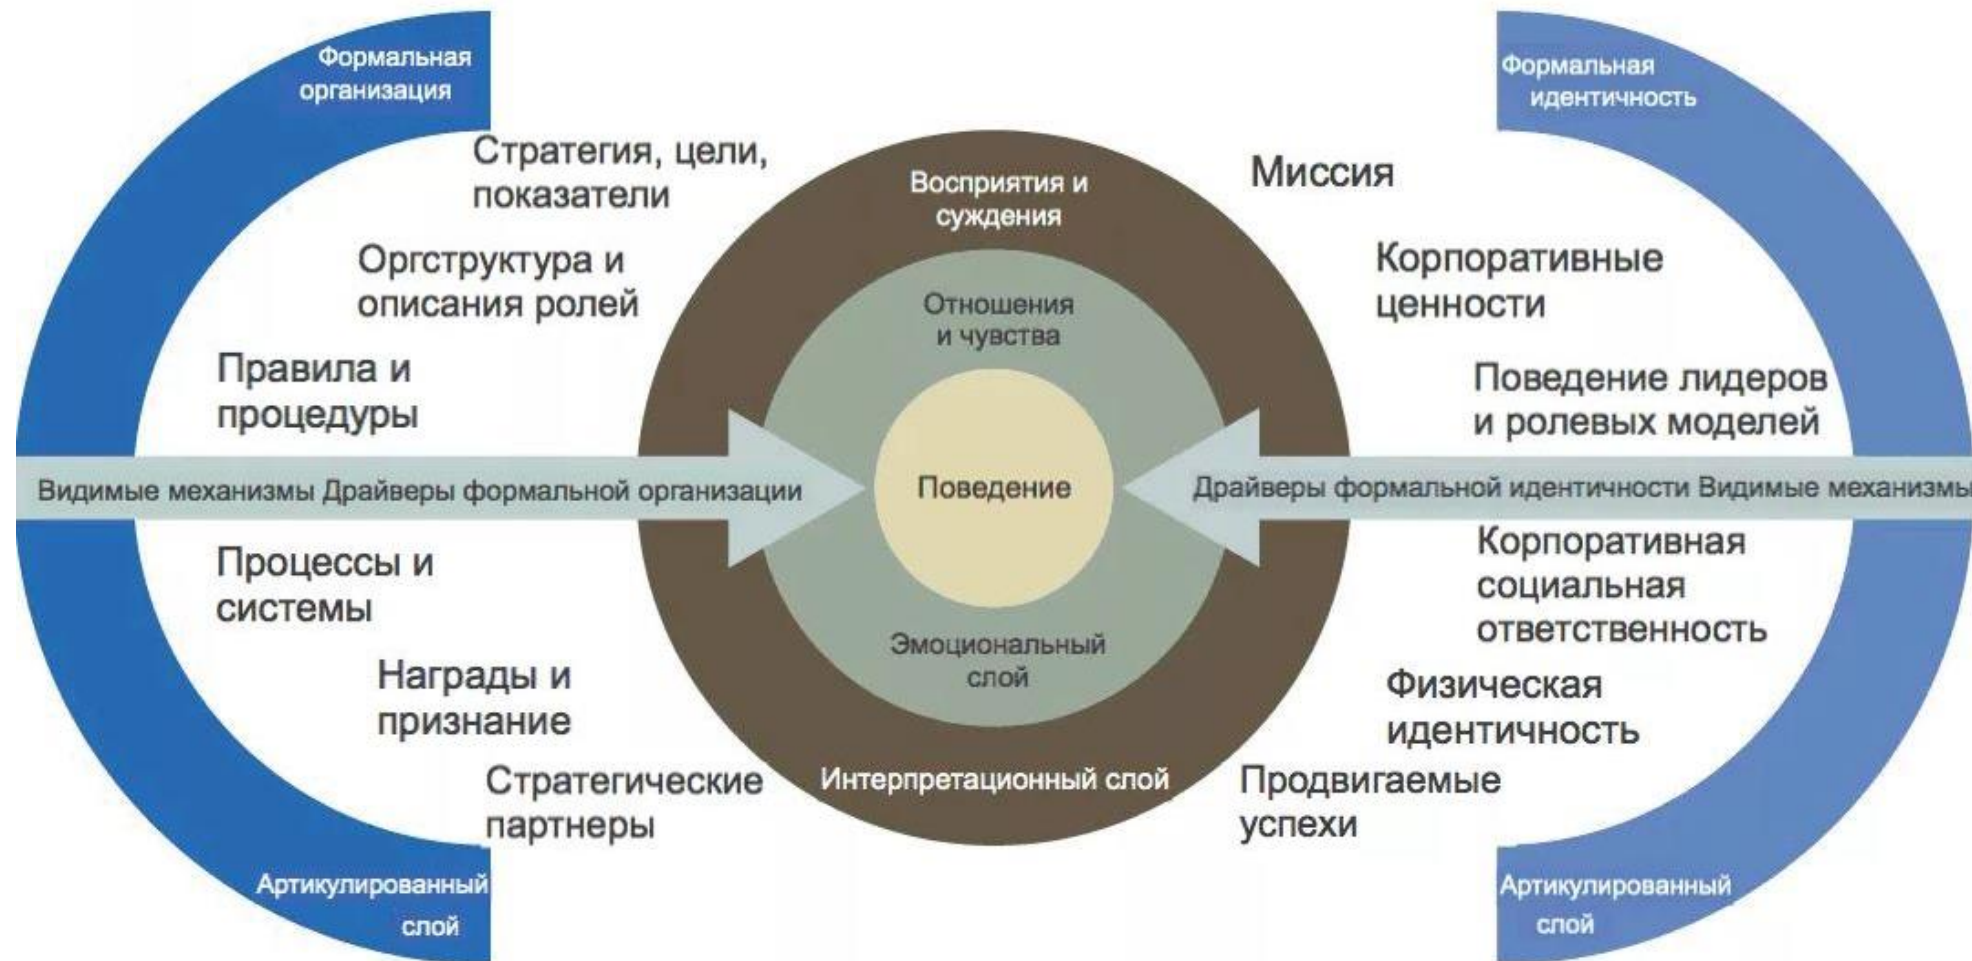 Формальная
организация
Стратегия, цели,
показатели
Оргструктура и
описания ролей
Правила и
процедуры
Видимые механизмы Драйверы формальной организации
Процессы и
системы
Награды и
признание
Стратегические
партнеры
Артикулированный
слой
Восприятия и
суждения
Отношения
и чувства
Поведение
Эмоциональный
слой
Интерпретационный слой
Формальная
идентичность
Миссия
Корпоративные
ценности
Поведение лидеров
и ролевых моделей
Драйверы формальной идентичности Видимые механизмы
Корпоративная
социальная
ответственность
Физическая
идентичность
Продвигаемые
успехи
Артикулированный
слой